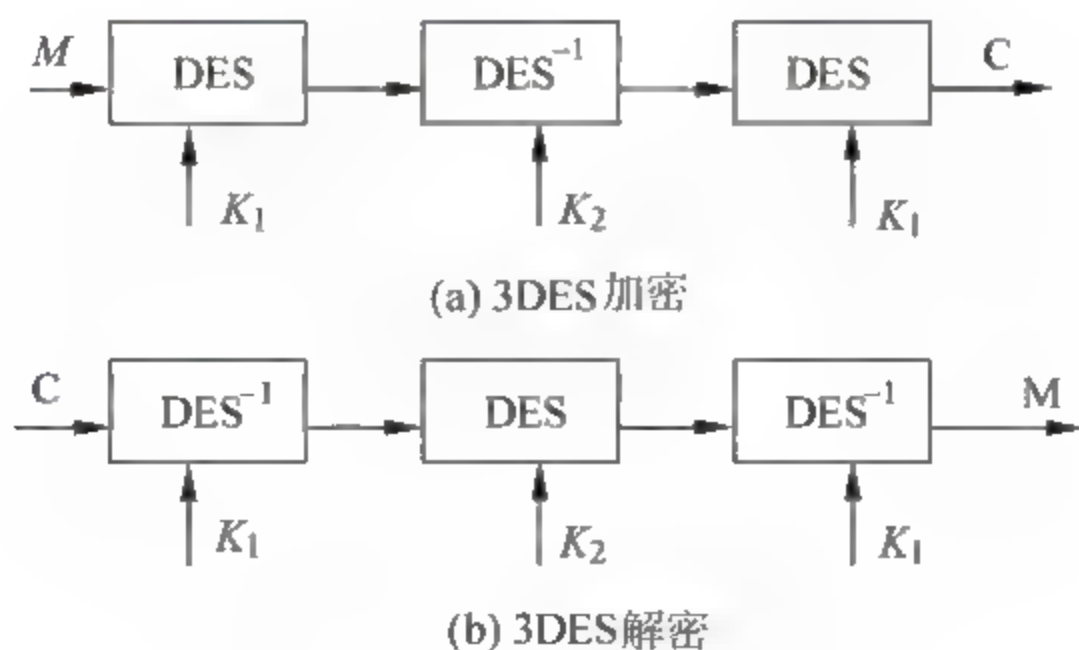 M DES DES⁻¹ DES C
K₁ K₂ K₁
(a) 3DES加密
C DES⁻¹ DES DES⁻¹ M
K₁ K₂ K₁
(b) 3DES解密